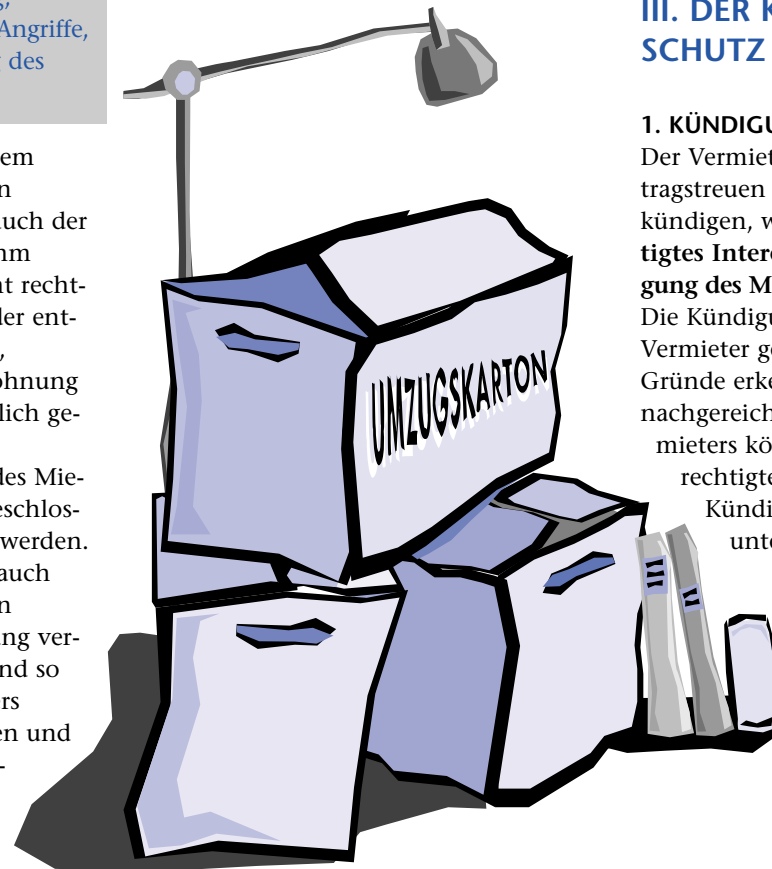 ,
Angriffe,
des
em
n
uch der
hm
nt recht-
der ent-
,
ohnung
lich ge-
des Mie-
eschlos-
werden.
auch
n
ung ver-
nd so
ers
en und
-
UMZUGSKARTON
III. DER K
SCHUTZ
1. KÜNDIGU
Der Vermiet
tragstreuen
kündigen, w
tigtes Intere
gung des M
Die Kündigu
Vermieter ge
Gründe erke
nachgereich
mieters kö
rechtigte
Kündi
unte